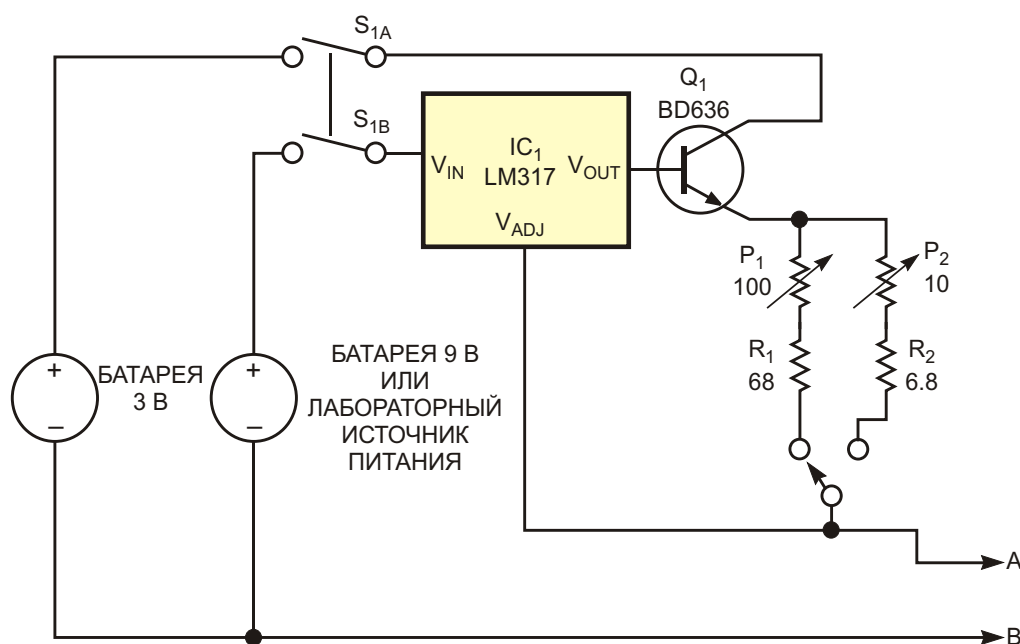 S1A
Q1
BD636
S1B
IC1
LM317
VIN
VOUT
VADJ
P1
100
P2
10
R1
68
R2
6.8
+
БАТАРЕЯ
3 В
–
+
БАТАРЕЯ 9 В
ИЛИ
ЛАБОРАТОРНЫЙ
ИСТОЧНИК
ПИТАНИЯ
–
A
B